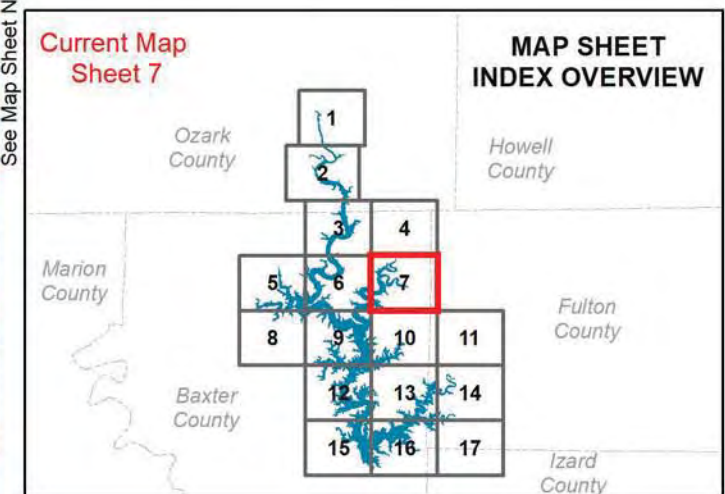 See Map Sheet N
Current Map
Sheet 7
MAP SHEET
INDEX OVERVIEW
Ozark
County
Howell
County
1
2
3
4
Marion
County
5
6
7
Fulton
County
8
9
10
11
Baxter
County
12
13
14
15
16
17
Izard
County